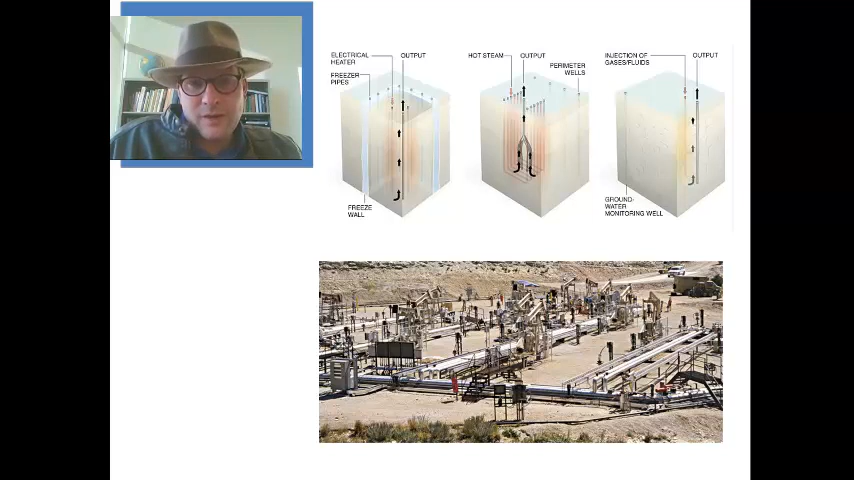 ELECTRICAL
HEATER
OUTPUT
FREEZER
PIPES
FREEZE
WALL
HOT STEAM
OUTPUT
PERIMETER
WELLS
INJECTION OF
GASES/FLUIDS
OUTPUT
GROUND-
WATER
MONITORING WELL